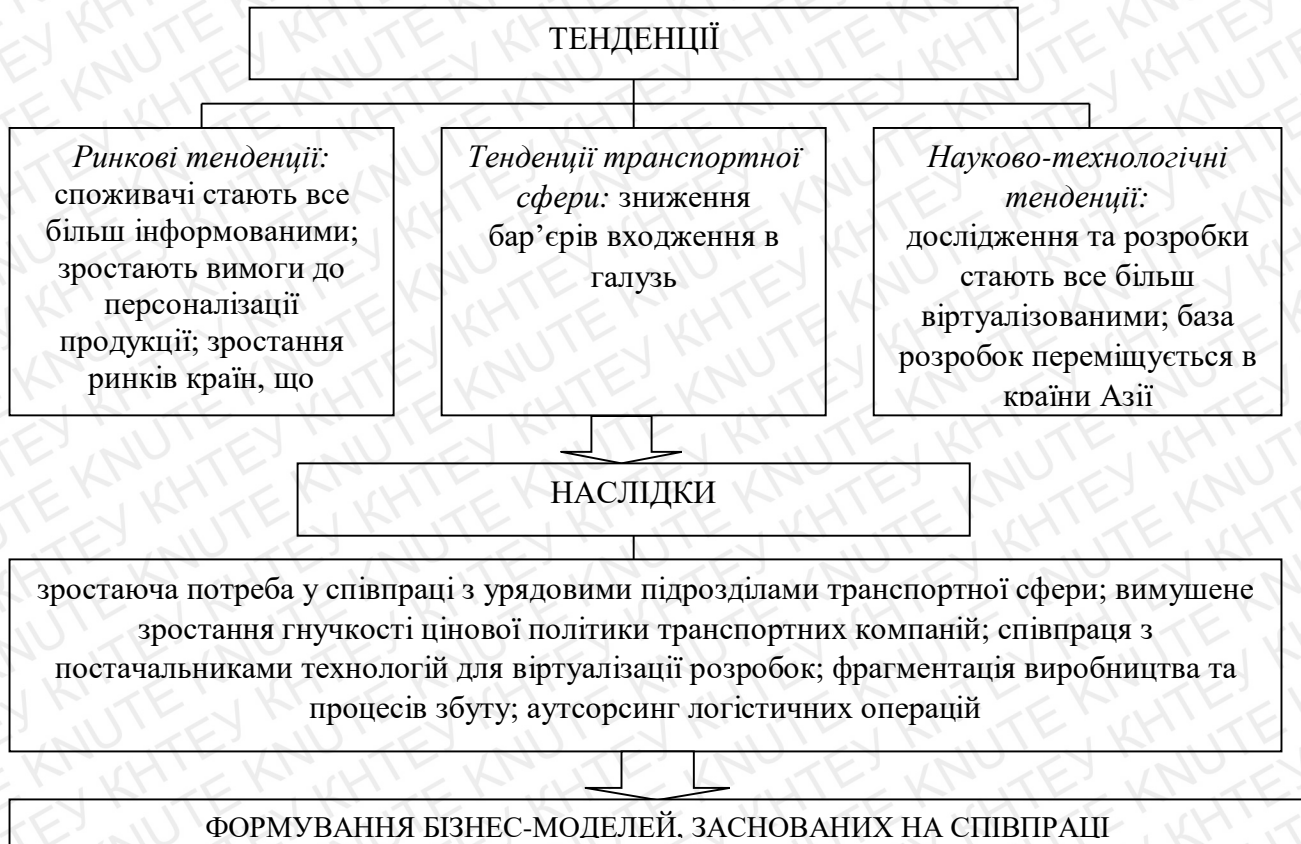 ТЕНДЕНЦІЇ
Ринкові тенденції:
споживачі стають все
більш інформованими;
зростають вимоги до
персоналізації
продукції; зростання
ринків країн, що
Тенденції транспортної
сфери: зниження
бар’єрів входження в
галузь
Науково-технологічні
тенденції:
дослідження та розробки
стають все більш
віртуалізованими; база
розробок переміщується в
країни Азії
НАСЛІДКИ
зростаюча потреба у співпраці з урядовими підрозділами транспортної сфери; вимушене
зростання гнучкості цінової політики транспортних компаній; співпраця з
постачальниками технологій для віртуалізації розробок; фрагментація виробництва та
процесів збуту; аутсорсинг логістичних операцій
ФОРМУВАННЯ БІЗНЕС-МОДЕЛЕЙ, ЗАСНОВАНИХ НА СПІВПРАЦІ